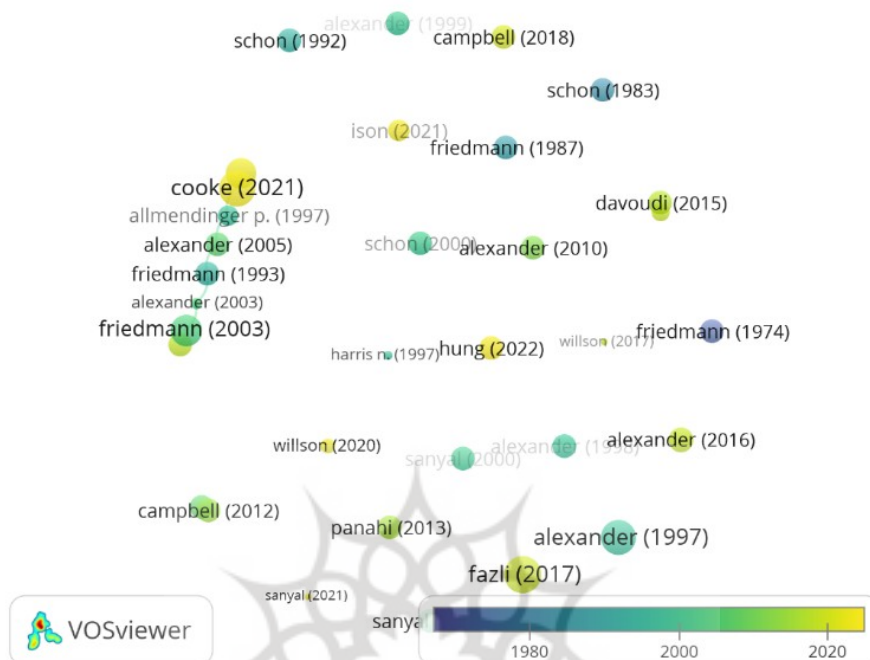 alexander (1999)
schon (1992)
campbell (2018)
schon (1983)
ison (2021)
friedmann (1987)
cooke (2021)
davoudi (2015)
allmendinger p. (1997)
alexander (2005)
schon (2000)
alexander (2010)
friedmann (1993)
alexander (2003)
friedmann (2003)
friedmann (1974)
harris n. (1997)
hung (2022)
willson (2017)
willson (2020)
sanyal (2000)
alexander (1998)
alexander (2016)
campbell (2012)
panahi (2013)
alexander (1997)
fazli (2017)
sanyal (2021)
VOSviewer
1980
2000
2020